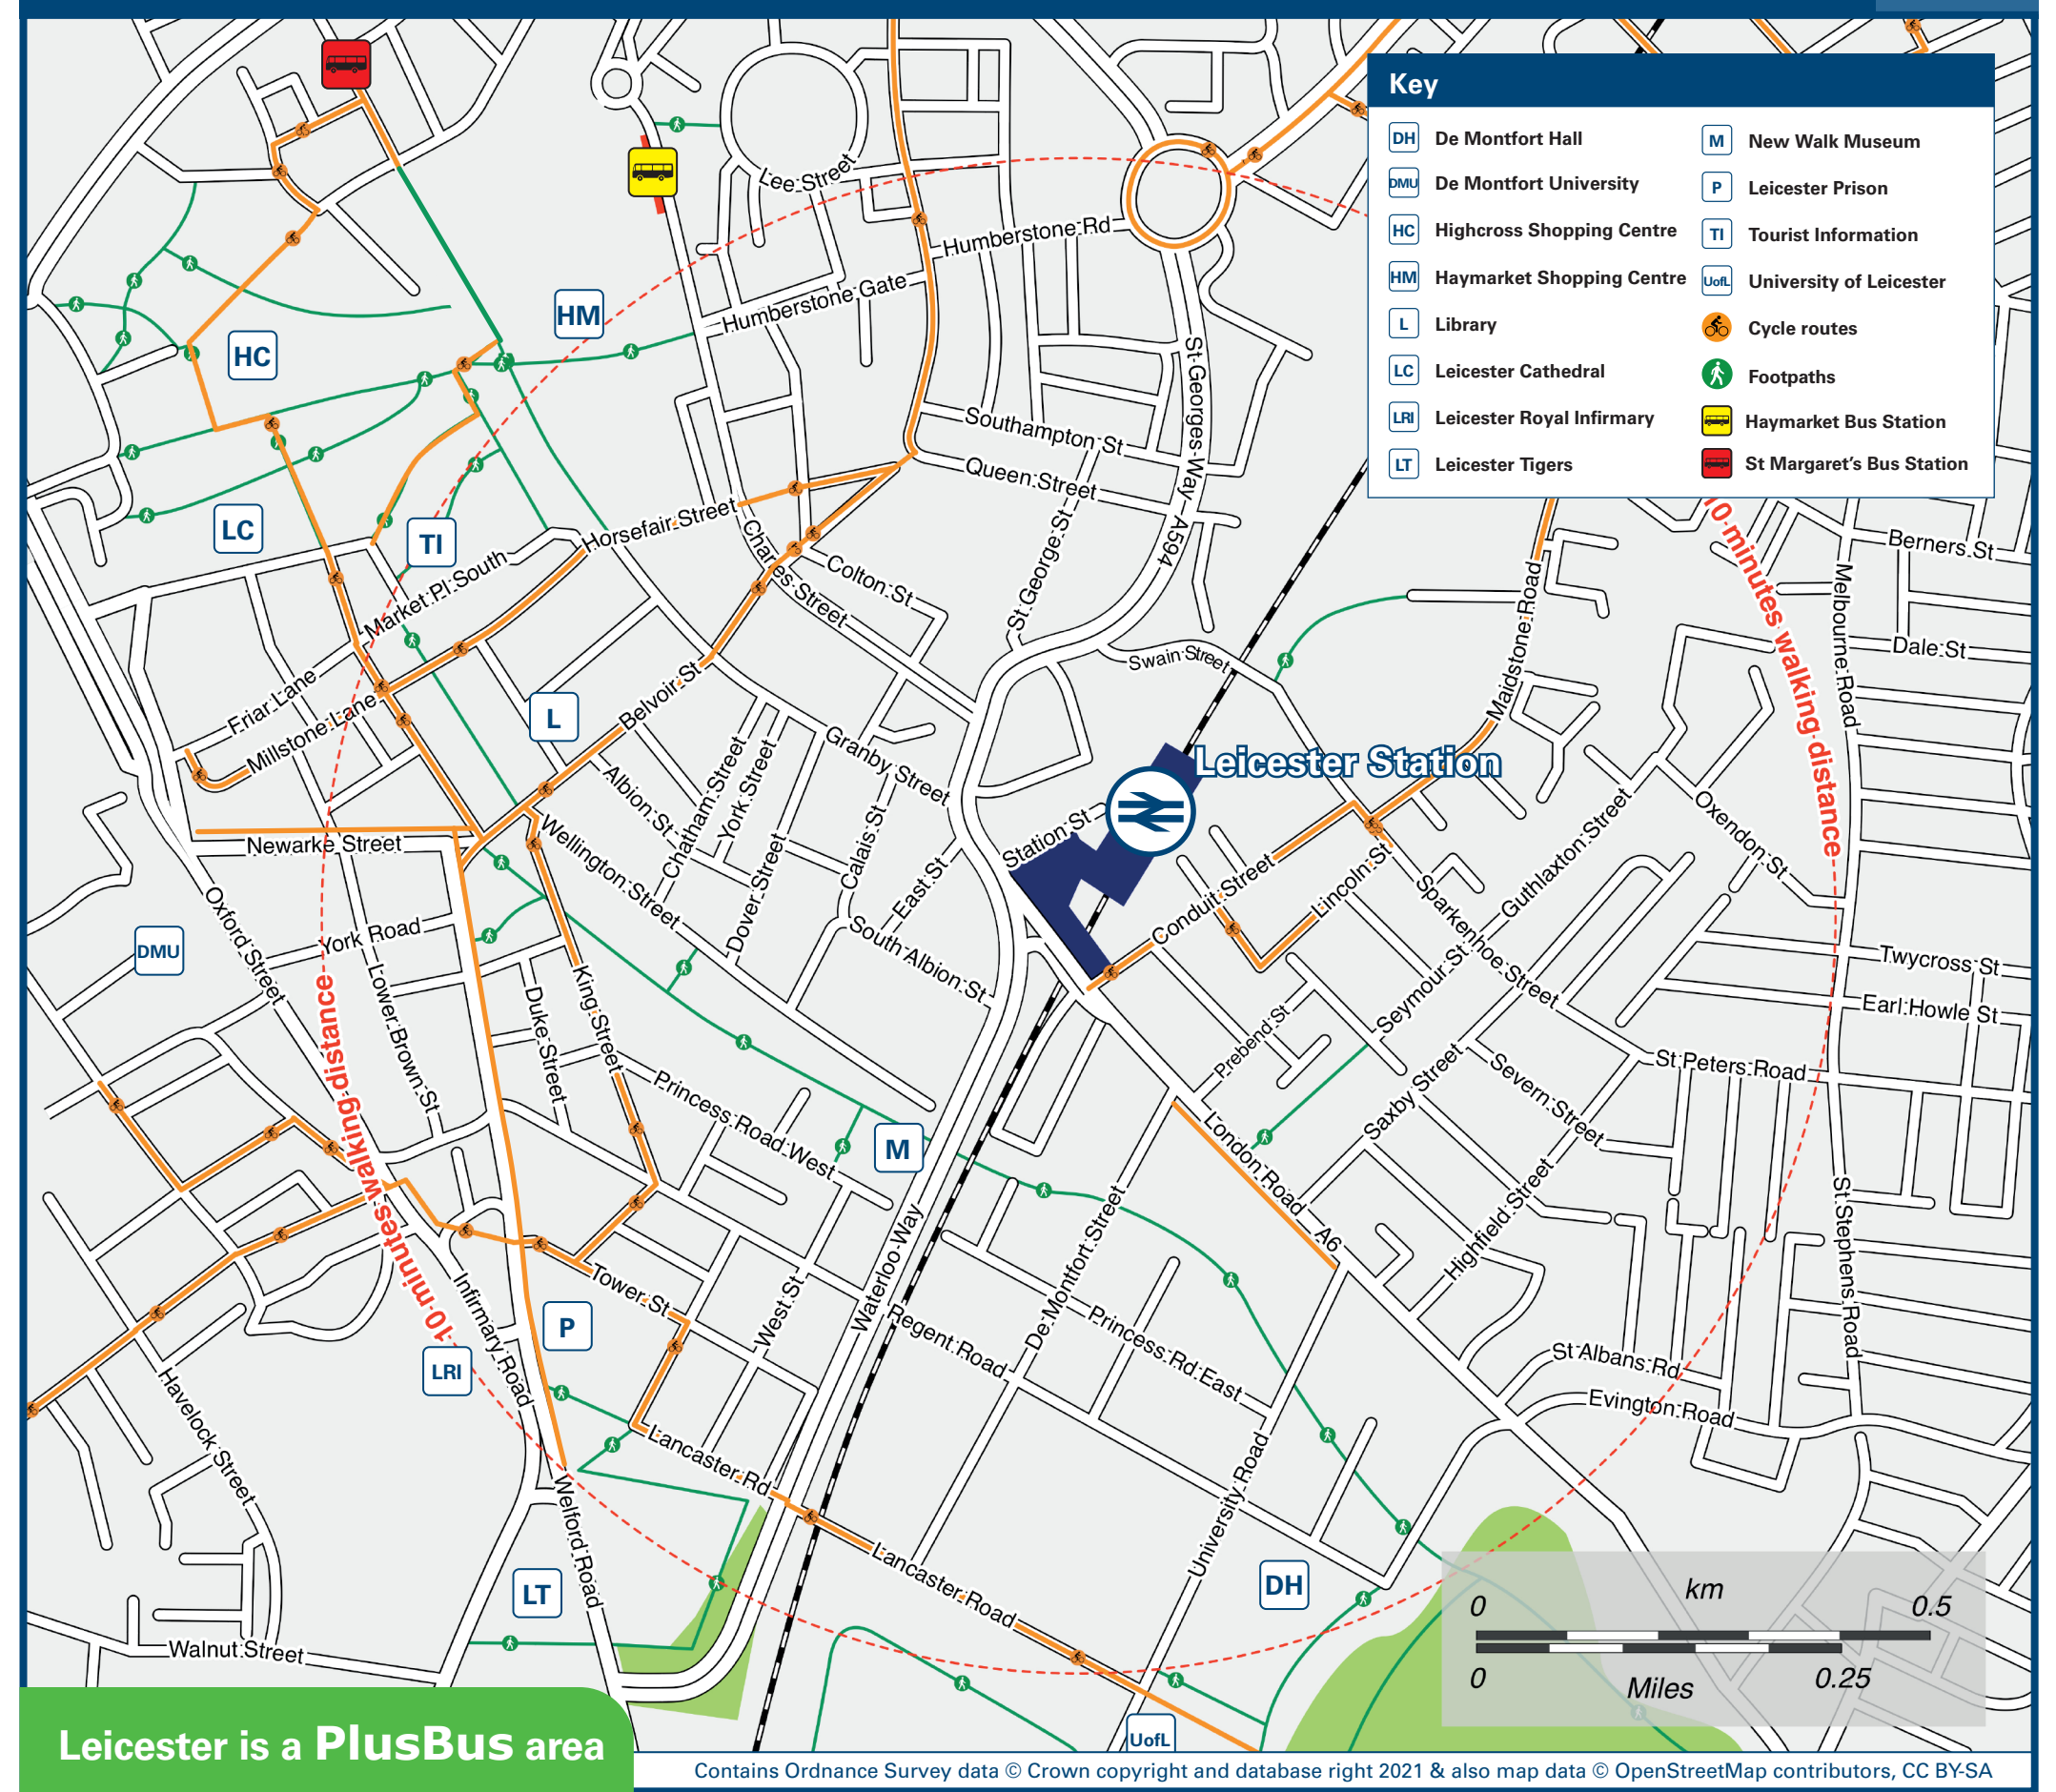 Key
DH De Montfort Hall
DMU De Montfort University
HC Highcross Shopping Centre
HM Haymarket Shopping Centre
L Library
LC Leicester Cathedral
LRI Leicester Royal Infirmary
LT Leicester Tigers
M New Walk Museum
P Leicester Prison
TI Tourist Information
UofL University of Leicester
Cycle routes
Footpaths
Haymarket Bus Station
St Margaret's Bus Station
Lee Street
Humberstone Rd
Humberstone Gate
HM
HC
St Georges Way A594
Southampton St
Queen Street
LC
TI
Horsefair Street
Charles Street
Colton St
St George St
Market Pl South
Swain Street
Maidstone Road
Berners St
Melbourne Road
Dale St
10 minutes walking distance
Friar Lane
Millstone Lane
L
Belvoir St
Granby Street
Leicester Station
Station St
Albion St
Chatham Street
York Street
Dover Street
Calais St
East St
South Albion St
Wellington Street
Newarke Street
Oxford Street
DMU
York Road
Lower Brown St
Duke Street
King Street
Conduit Street
Lincoln St
Sparkenhoe Street
Guthlaxton Street
Oxendon St
Seymour St
Prebend St
Twycross St
Earl Howle St
St Peters Road
Saxby Street
Severn Street
Highfield Street
London Road A6
St Stephens Road
Princess Road West
M
10 minutes walking distance
Tower St
P
Infirmary Road
LRI
West St
Waterloo Way
Regent Road
De Montfort Street
Princess Rd East
St Albans Rd
Evington Road
University Road
Havelock Street
Lancaster Rd
Welford Road
Lancaster Road
LT
DH
Walnut Street
UofL
km
0 0.5
0 0.25
Miles
Leicester is a PlusBus area
Contains Ordnance Survey data © Crown copyright and database right 2021 & also map data © OpenStreetMap contributors, CC BY-SA